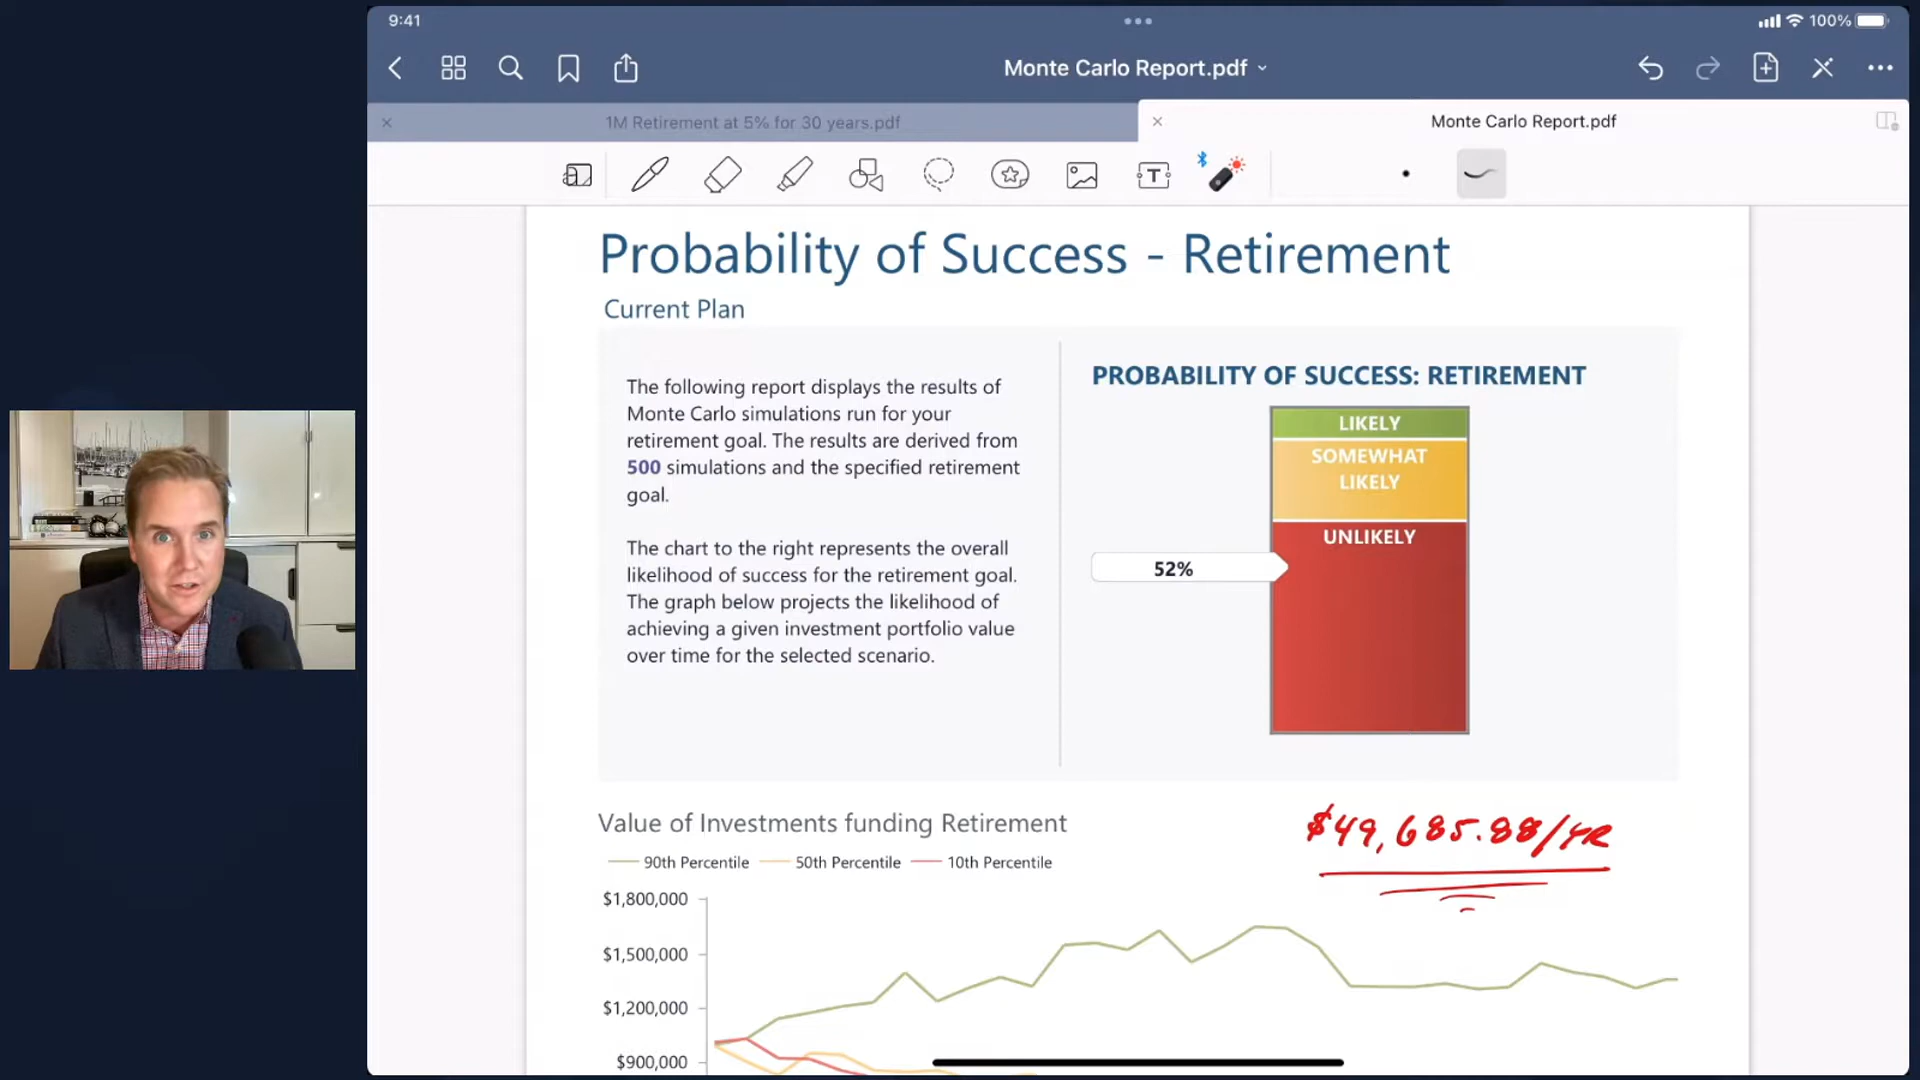 9:41
100%
Monte Carlo Report.pdf
1M Retirement at 5% for 30 years.pdf
Monte Carlo Report.pdf
Probability of Success - Retirement
Current Plan
The following report displays the results of
Monte Carlo simulations run for your
retirement goal. The results are derived from
500 simulations and the specified retirement
goal.
The chart to the right represents the overall
likelihood of success for the retirement goal.
The graph below projects the likelihood of
achieving a given investment portfolio value
over time for the selected scenario.
PROBABILITY OF SUCCESS: RETIREMENT
LIKELY
SOMEWHAT
LIKELY
UNLIKELY
52%
Value of Investments funding Retirement
$49,685.88/YR
90th Percentile 50th Percentile 10th Percentile
$1,800,000
$1,500,000
$1,200,000
$900,000